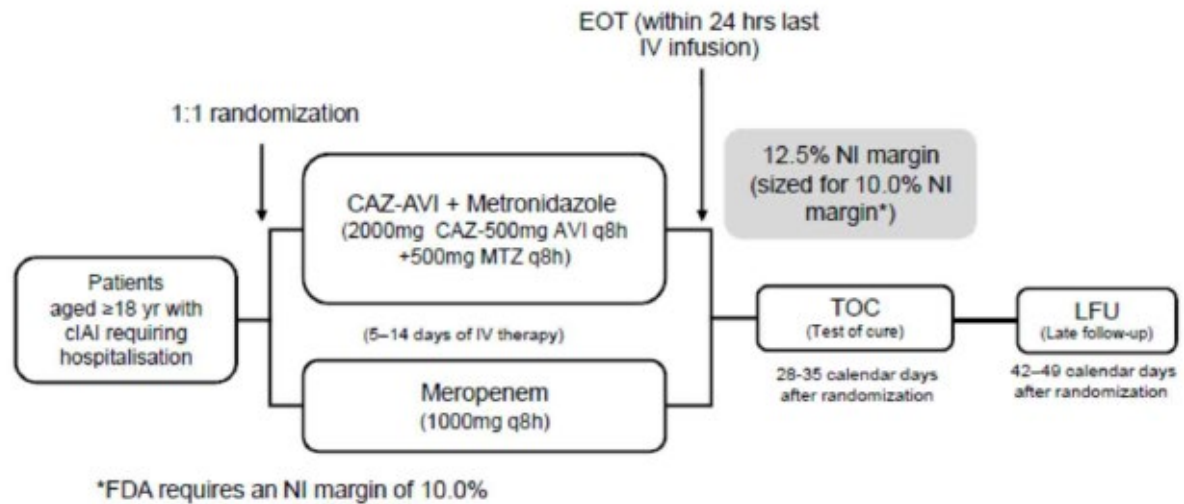 EOT (within 24 hrs last
IV infusion)
1:1 randomization
12.5% NI margin
(sized for 10.0% NI
margin*)
CAZ-AVI + Metronidazole
(2000mg CAZ-500mg AVI q8h
+500mg MTZ q8h)
Patients
aged ≥18 yr with
cIAI requiring
hospitalisation
(5–14 days of IV therapy)
Meropenem
(1000mg q8h)
TOC
(Test of cure)
28-35 calendar days
after randomization
LFU
(Late follow-up)
42–49 calendar days
after randomization
*FDA requires an NI margin of 10.0%